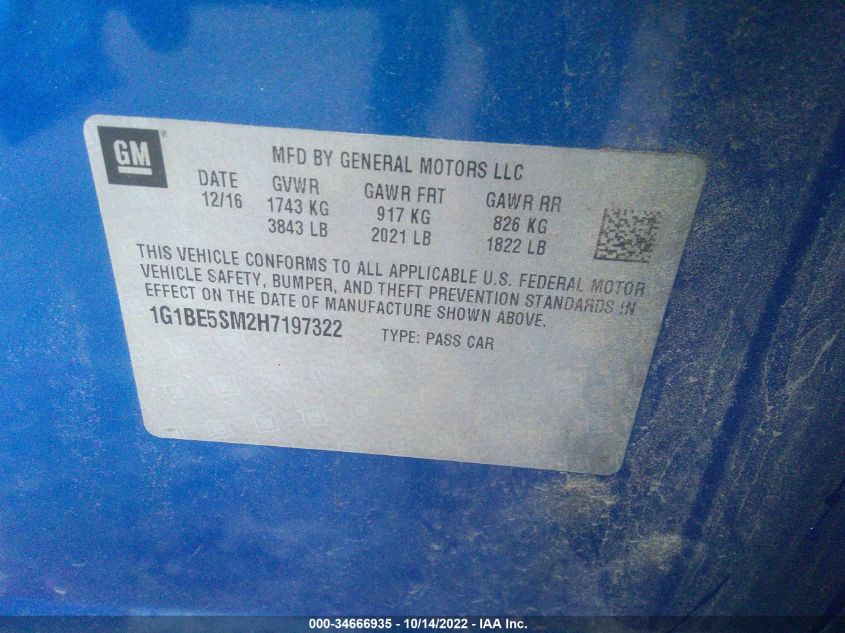 GM
MFD BY GENERAL MOTORS LLC
DATE GVWR GAWR FRT GAWR RR
12/16 1743 KG 917 KG 826 KG
3843 LB 2021 LB 1822 LB
THIS VEHICLE CONFORMS TO ALL APPLICABLE U.S. FEDERAL MOTOR
VEHICLE SAFETY, BUMPER, AND THEFT PREVENTION STANDARDS IN
EFFECT ON THE DATE OF MANUFACTURE SHOWN ABOVE.
1G1BE5SM2H7197322 TYPE: PASS CAR
000-34666935 - 10/14/2022 - IAA Inc.